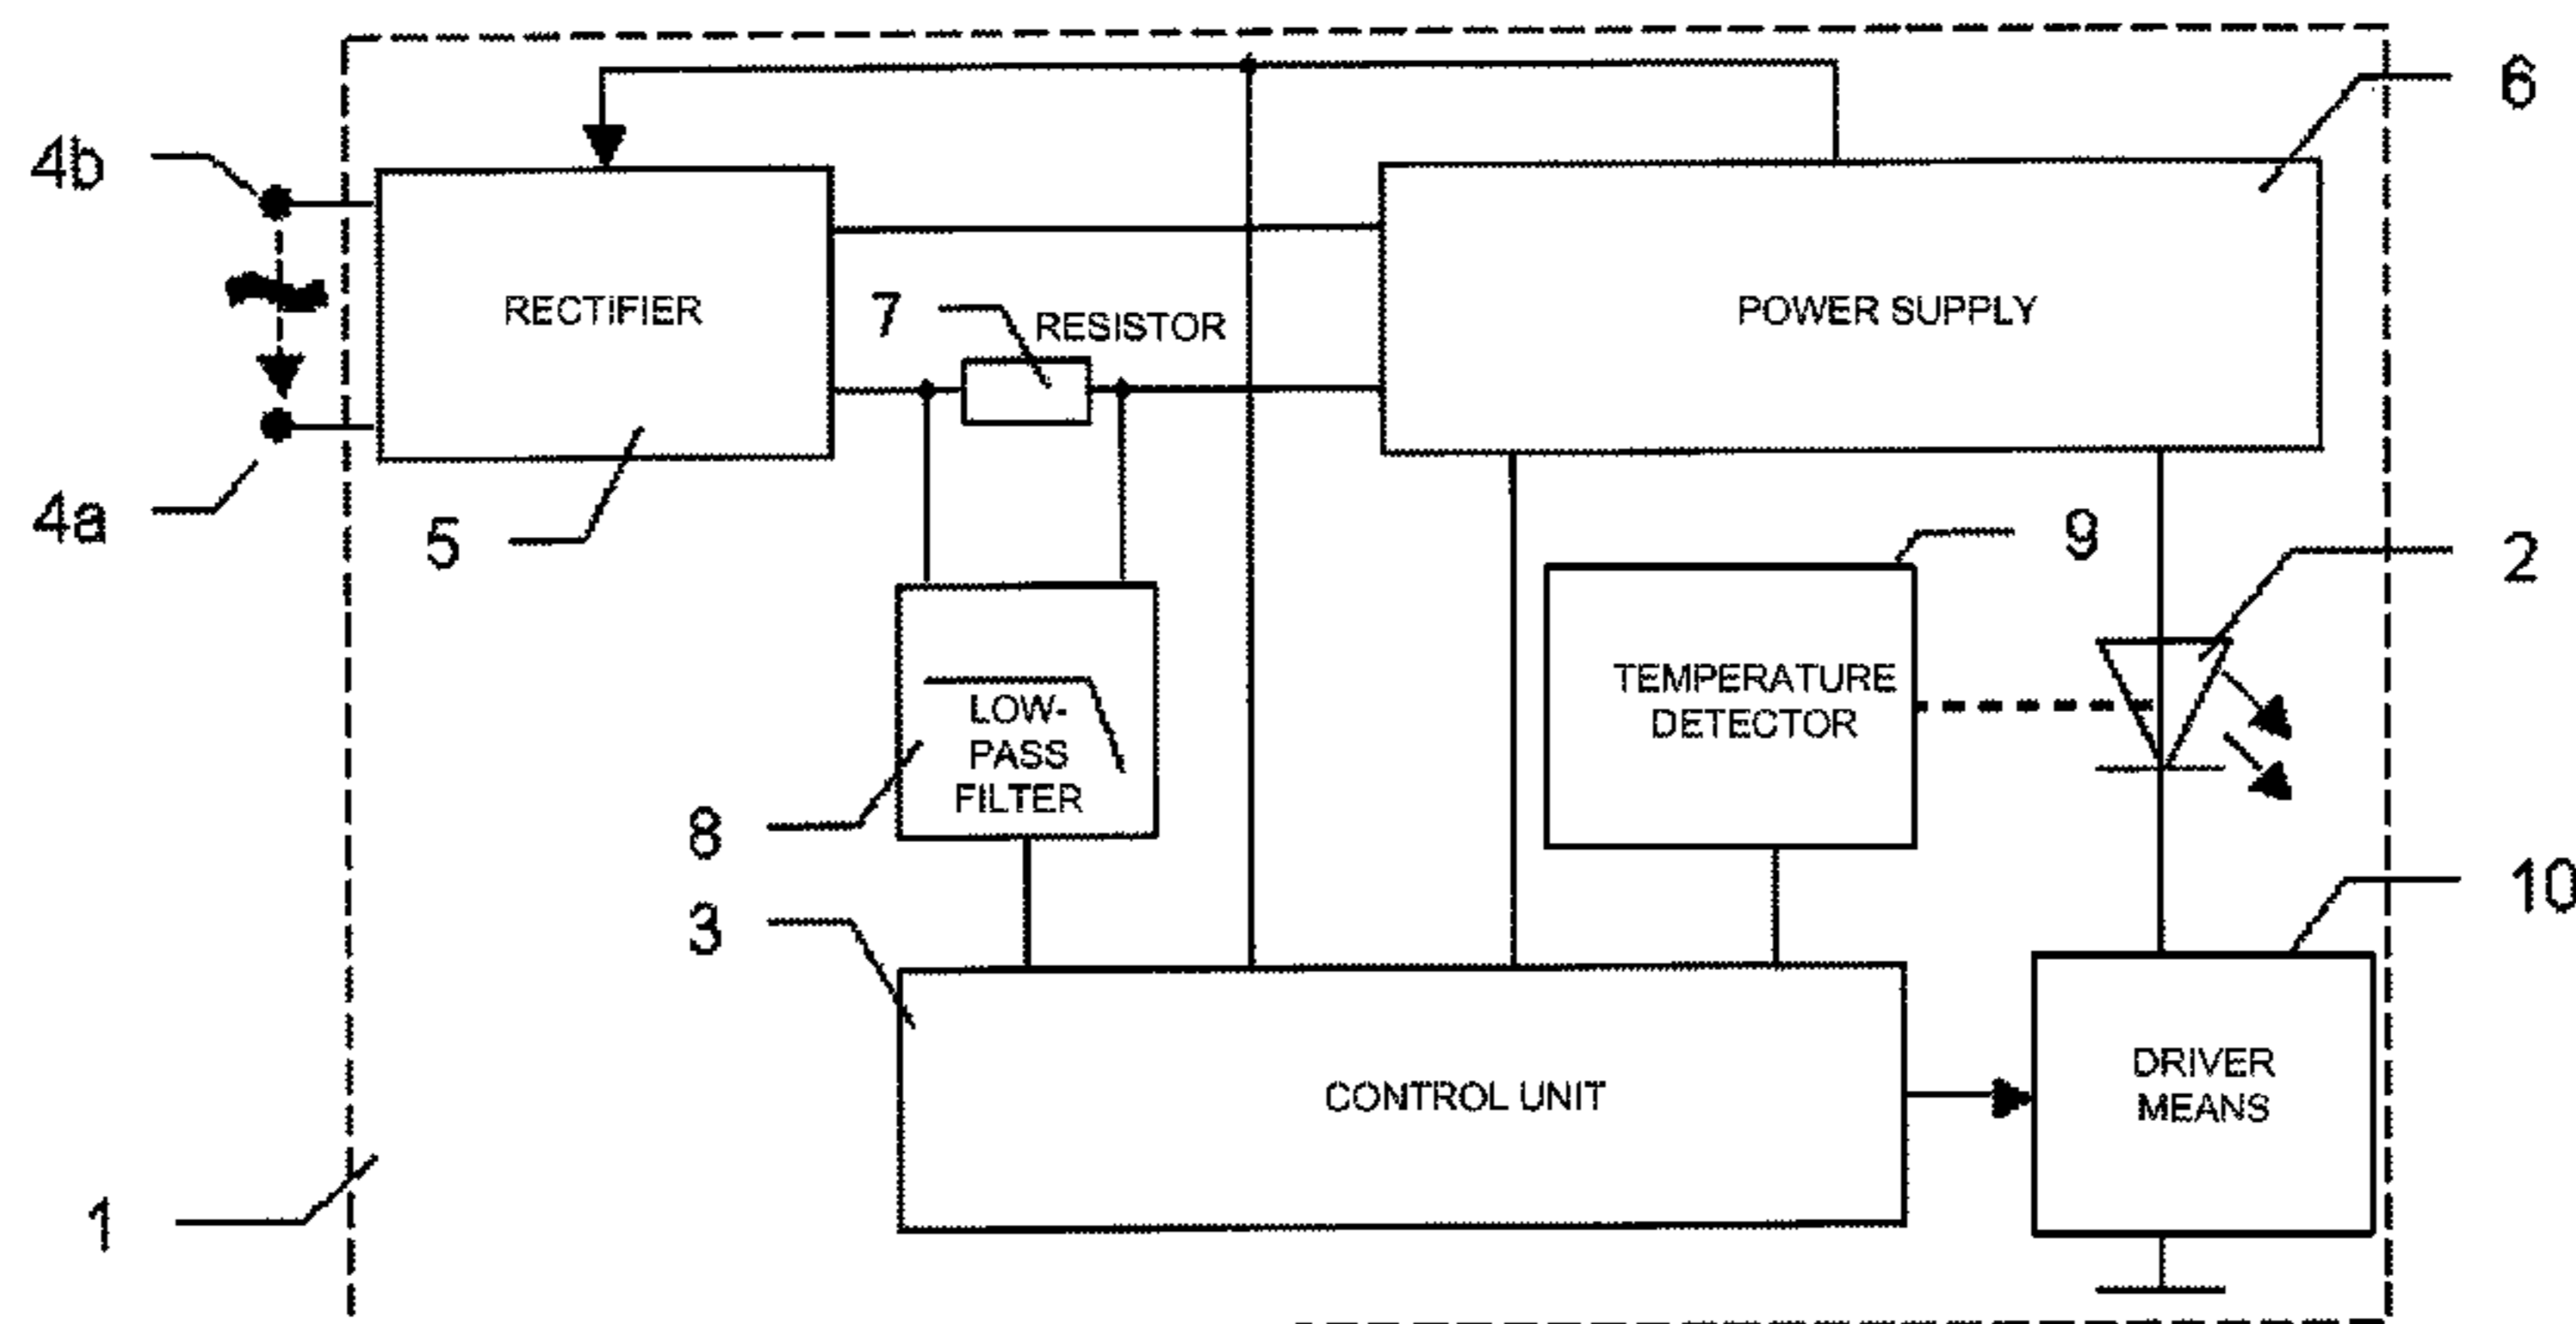 6
4b
RECTIFIER
7
RESISTOR
POWER SUPPLY
4a
5
9
2
TEMPERATURE
DETECTOR
LOW-
PASS
FILTER
8
3
10
CONTROL UNIT
DRIVER
MEANS
1